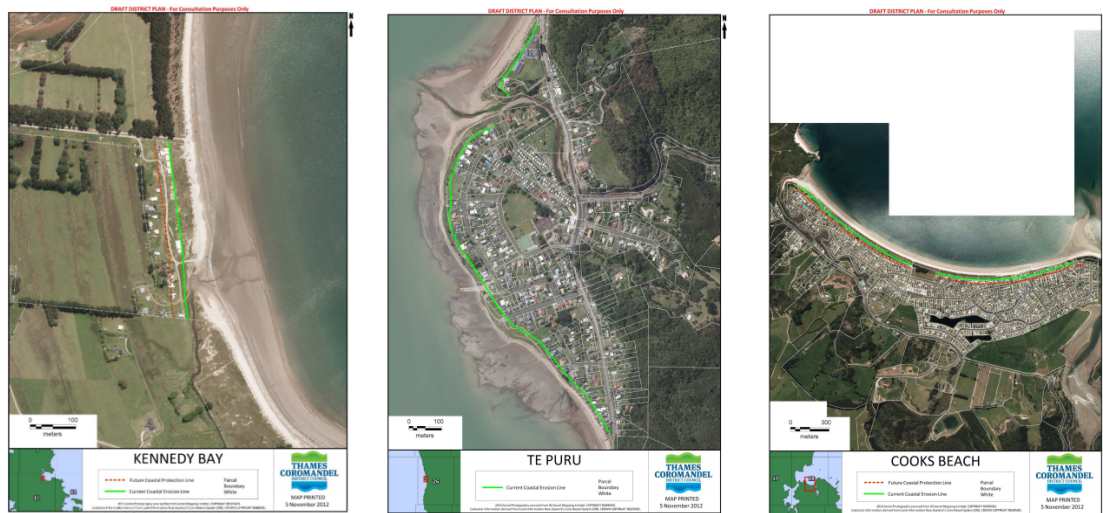 DRAFT DISTRICT PLAN - For Consultation Purposes Only
N
0 100
meters
KENNEDY BAY
Future Coastal Protection Line
Current Coastal Erosion Line
Parcel
Boundary
White
THAMES
COROMANDEL
DISTRICT COUNCIL
MAP PRINTED
5 November 2012
DRAFT DISTRICT PLAN - For Consultation Purposes Only
N
0 100
meters
TE PURU
Current Coastal Erosion Line
Parcel
Boundary
White
THAMES
COROMANDEL
DISTRICT COUNCIL
MAP PRINTED
5 November 2012
DRAFT DISTRICT PLAN - For Consultation Purposes Only
N
0 300
meters
COOKS BEACH
Future Coastal Protection Line
Current Coastal Erosion Line
Parcel
Boundary
White
THAMES
COROMANDEL
DISTRICT COUNCIL
MAP PRINTED
5 November 2012